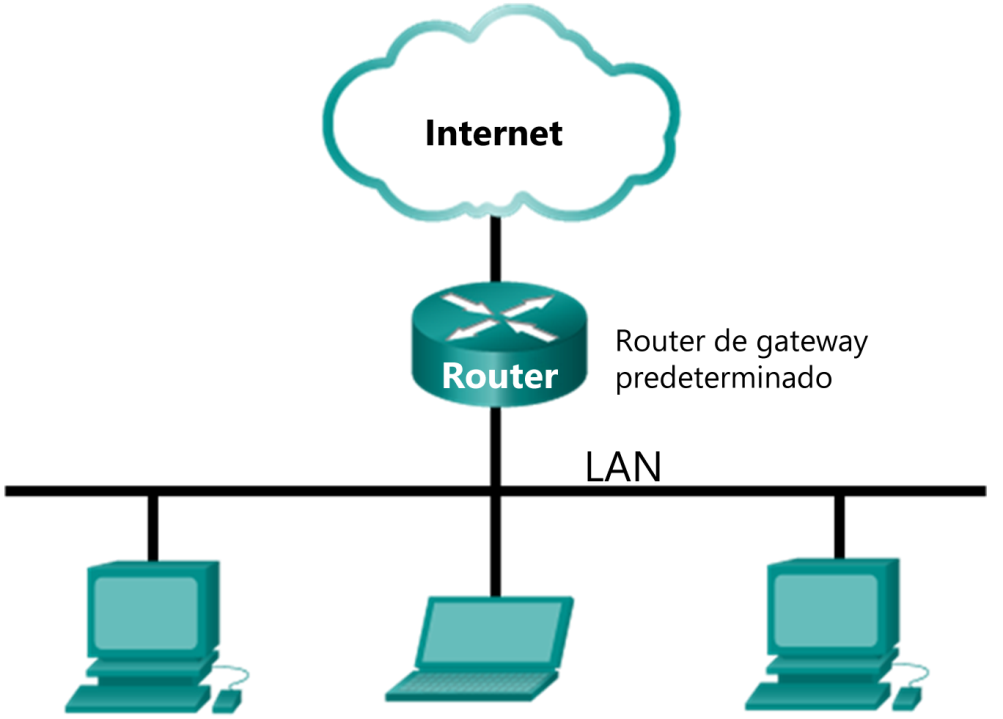 Internet
Router
Router de gateway
predeterminado
LAN